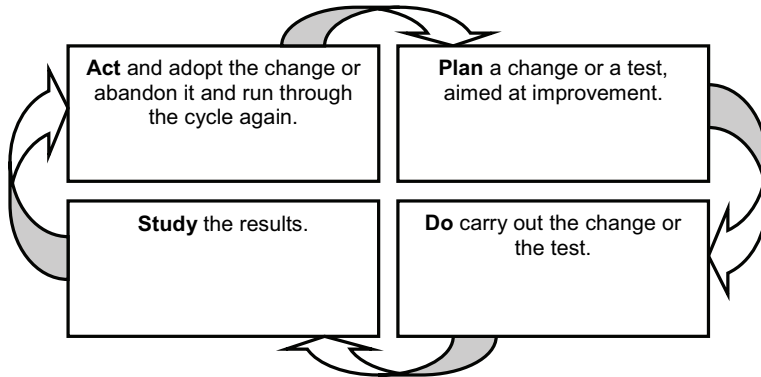 Act and adopt the change or
abandon it and run through
the cycle again.
Plan a change or a test,
aimed at improvement.
Study the results.
Do carry out the change or
the test.